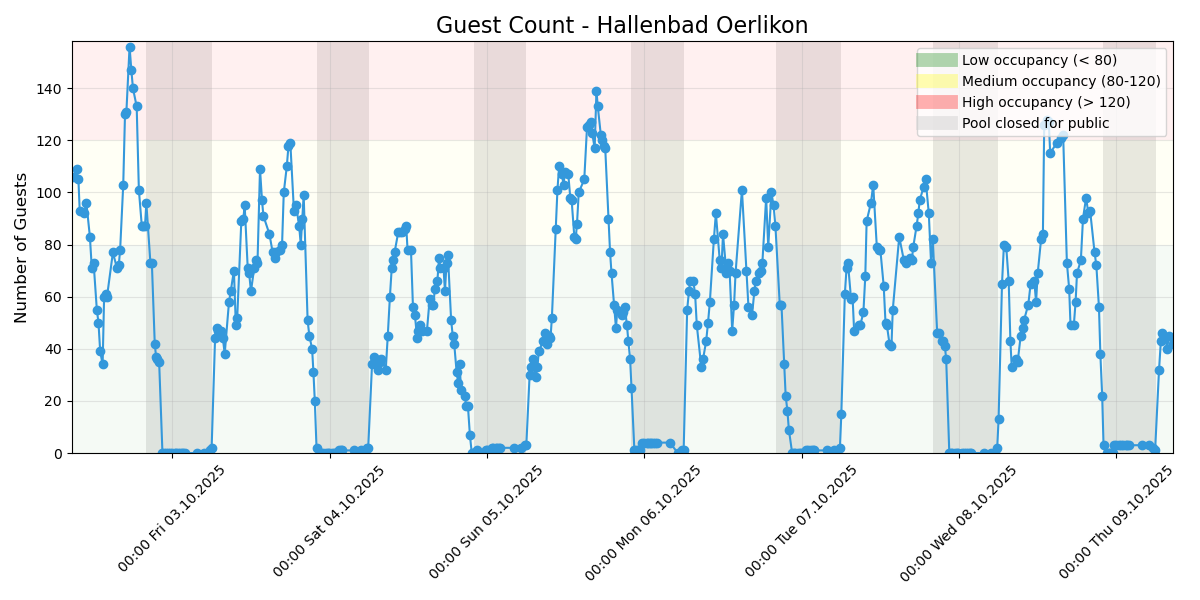 Guest Count - Hallenbad Oerlikon
Number of Guests
140
120
100
80
60
40
20
0
Low occupancy (< 80)
Medium occupancy (80-120)
High occupancy (> 120)
Pool closed for public
00:00 Fri 03.10.2025
00:00 Sat 04.10.2025
00:00 Sun 05.10.2025
00:00 Mon 06.10.2025
00:00 Tue 07.10.2025
00:00 Wed 08.10.2025
00:00 Thu 09.10.2025